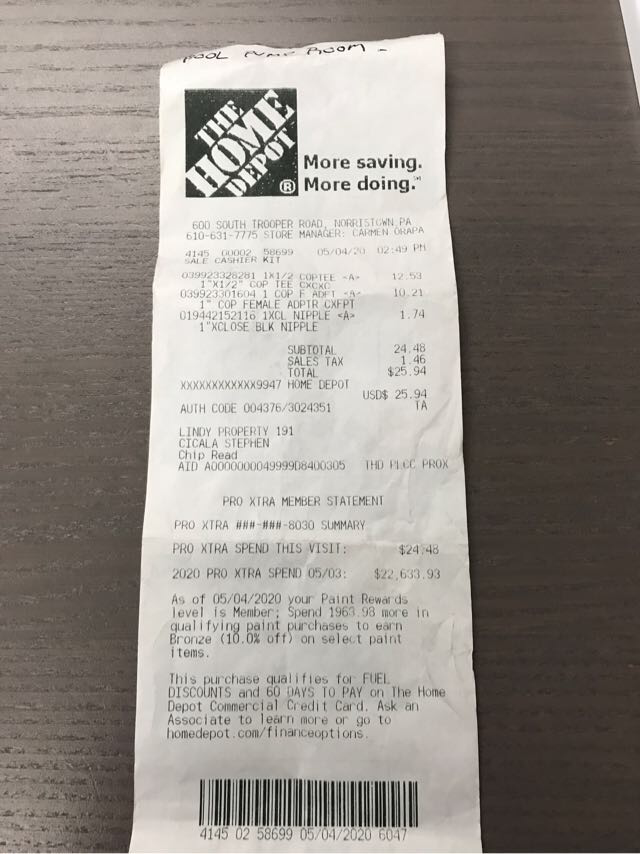 POOL PUMP ROOM -
THE
HOME
DEPOT
®
More saving.
More doing.℠
600 SOUTH TROOPER ROAD, NORRISTOWN PA
610-631-7775 STORE MANAGER: CARMEN ORAPA
4145 00002 58699 05/04/20 02:49 PM
SALE CASHIER KIT
039923328281 1X1/2 COPTEE <A> 12.53
1"X1/2" COP TEE CXCXC
039923301604 1 COP F ADPT <A> 10.21
1" COP FEMALE ADPTR CXFPT
019442152116 1XCL NIPPLE <A> 1.74
1"XCLOSE BLK NIPPLE
SUBTOTAL 24.48
SALES TAX 1.46
TOTAL $25.94
XXXXXXXXXXXX9947 HOME DEPOT
USD$ 25.94
AUTH CODE 004376/3024351 TA
LINDY PROPERTY 191
CICALA STEPHEN
Chip Read
AID A0000000049999D8400305 THD PLCC PROX
PRO XTRA MEMBER STATEMENT
PRO XTRA ###-###-8030 SUMMARY
PRO XTRA SPEND THIS VISIT: $24.48
2020 PRO XTRA SPEND 05/03: $22,633.93
As of 05/04/2020 your Paint Rewards
level is Member; Spend 1963.98 more in
qualifying paint purchases to earn
Bronze (10.0% off) on select paint
items.
This purchase qualifies for FUEL
DISCOUNTS and 60 DAYS TO PAY on The Home
Depot Commercial Credit Card. Ask an
Associate to learn more or go to
homedepot.com/financeoptions.
4145 02 58699 05/04/2020 6047